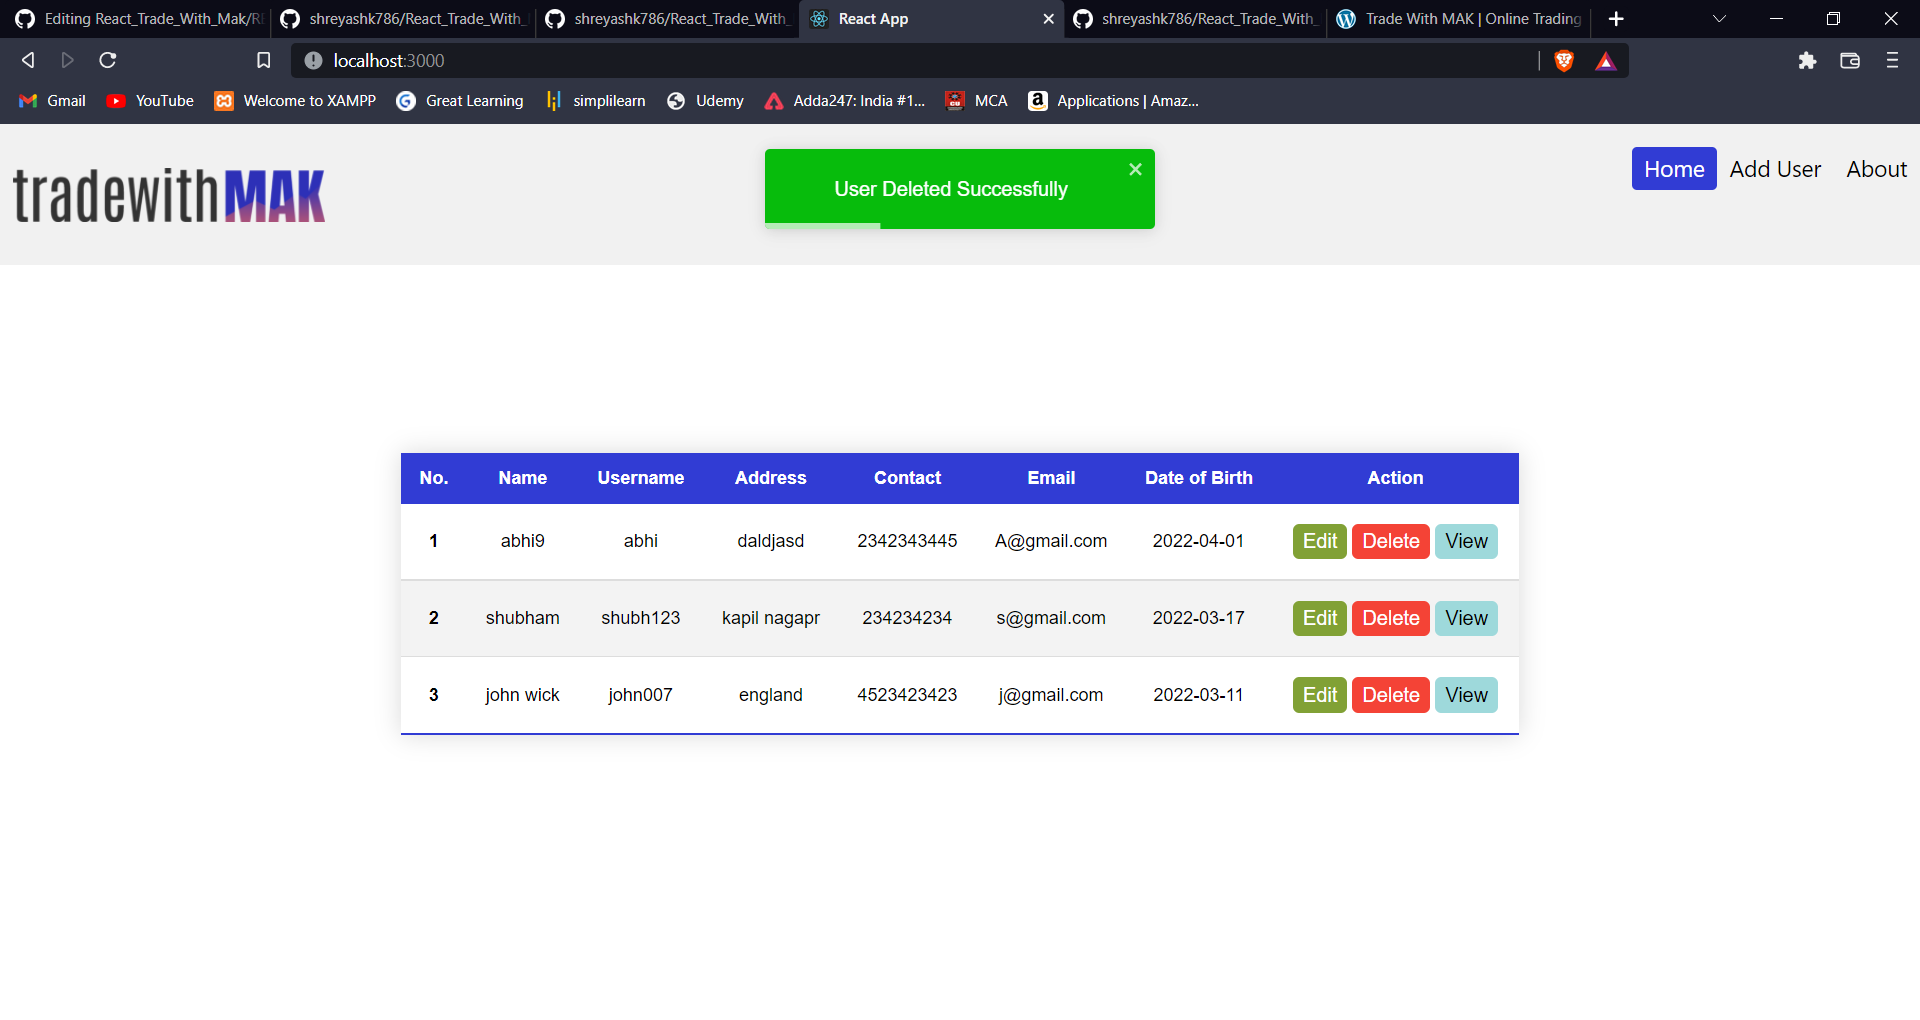 Editing React_Trade_With_Mak/RE
shreyashk786/React_Trade_With_
shreyashk786/React_Trade_With_
React App
shreyashk786/React_Trade_With_
Trade With MAK | Online Trading
localhost:3000
Gmail
YouTube
Welcome to XAMPP
Great Learning
simplilearn
Udemy
Adda247: India #1...
MCA
Applications | Amaz...
tradewithMAK
User Deleted Successfully
Home Add User About
No. Name Username Address Contact Email Date of Birth Action
1 abhi9 abhi daldjasd 2342343445 A@gmail.com 2022-04-01 Edit Delete View
2 shubham shubh123 kapil nagapr 234234234 s@gmail.com 2022-03-17 Edit Delete View
3 john wick john007 england 4523423423 j@gmail.com 2022-03-11 Edit Delete View